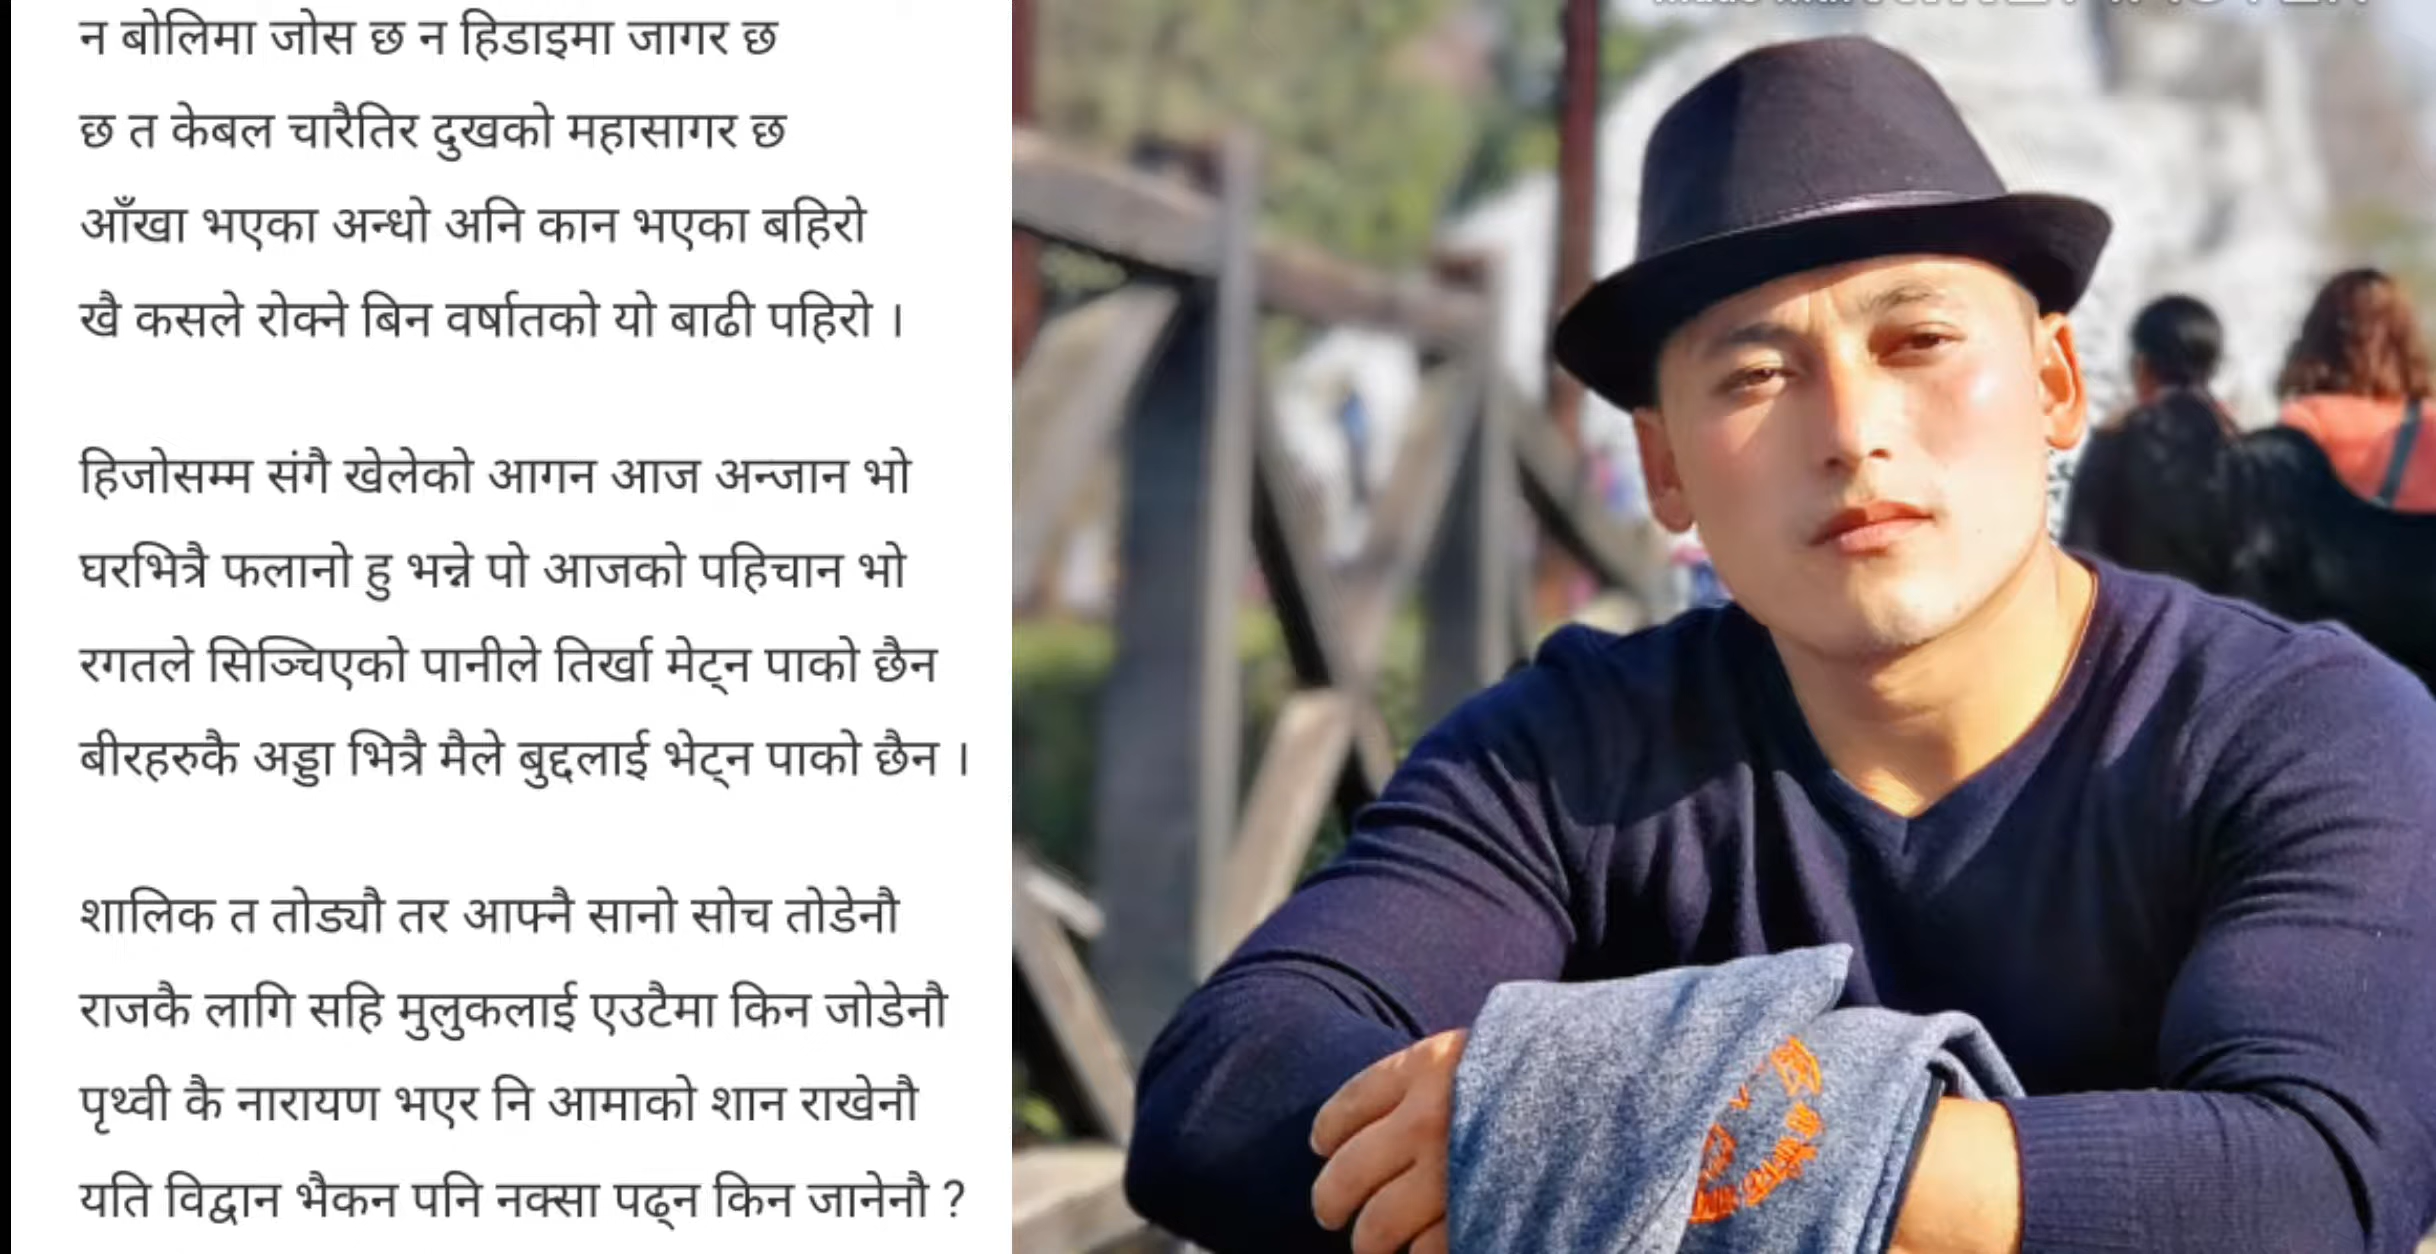 न बोलिमा जोस छ न हिडाइमा जागर छ
छ त केबल चारैतिर दुखको महासागर छ
आँखा भएका अन्धो अनि कान भएका बहिरो
खै कसले रोक्ने बिन वर्षातको यो बाढी पहिरो ।
हिजोसम्म संगै खेलेको आगन आज अन्जान भो
घरभित्रै फलानो हु भन्ने पो आजको पहिचान भो
रगतले सिञ्चिएको पानीले तिर्खा मेट्न पाको छैन
बीरहरुकै अड्डा भित्रै मैले बुद्दलाई भेट्न पाको छैन ।
शालिक त तोड्यौ तर आफ्नै सानो सोच तोडेनौ
राजकै लागि सहि मुलुकलाई एउटैमा किन जोडेनौ
पृथ्वी कै नारायण भएर नि आमाको शान राखेनौ
यति विद्वान भैकन पनि नक्सा पढ्न किन जानेनौ ?